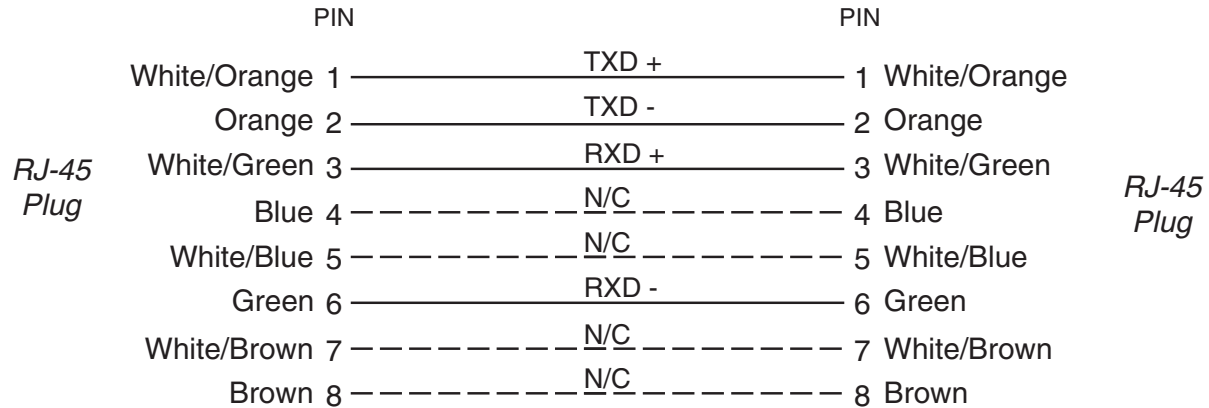 PIN PIN
White/Orange 1 TXD + 1 White/Orange
Orange 2 TXD - 2 Orange
White/Green 3 RXD + 3 White/Green
Blue 4 N/C 4 Blue
White/Blue 5 N/C 5 White/Blue
Green 6 RXD - 6 Green
White/Brown 7 N/C 7 White/Brown
Brown 8 N/C 8 Brown
RJ-45
Plug
RJ-45
Plug